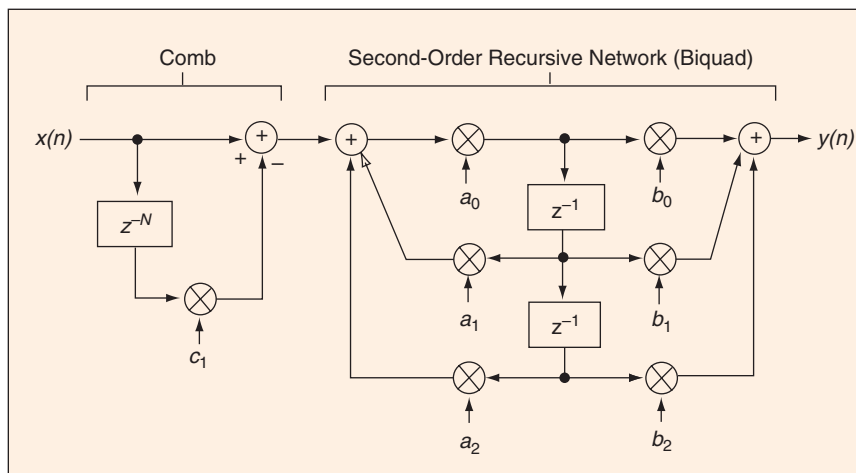 Comb
Second-Order Recursive Network (Biquad)
x(n)
+
+
−
+
+
y(n)
a₀
b₀
z⁻ᴺ
z⁻¹
c₁
a₁
b₁
z⁻¹
a₂
b₂